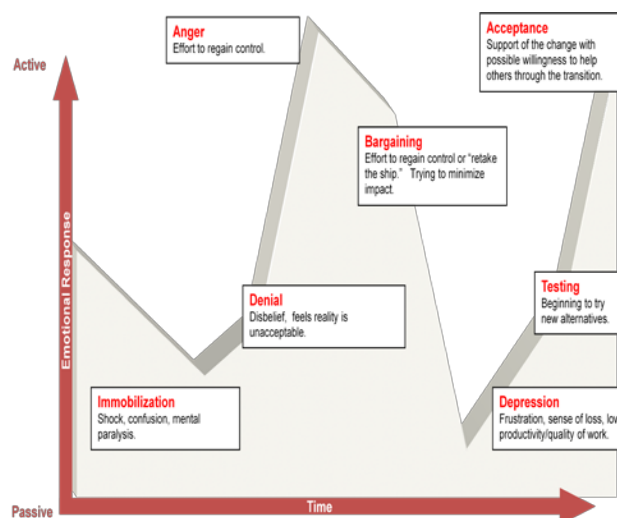 Anger
Effort to regain control.
Acceptance
Support of the change with
possible willingness to help
others through the transition.
Active
Bargaining
Effort to regain control or “retake
the ship.” Trying to minimize
impact.
Emotional Response
Denial
Disbelief, feels reality is
unacceptable.
Testing
Beginning to try
new alternatives.
Immobilization
Shock, confusion, mental
paralysis.
Depression
Frustration, sense of loss, low
productivity/quality of work.
Passive
Time